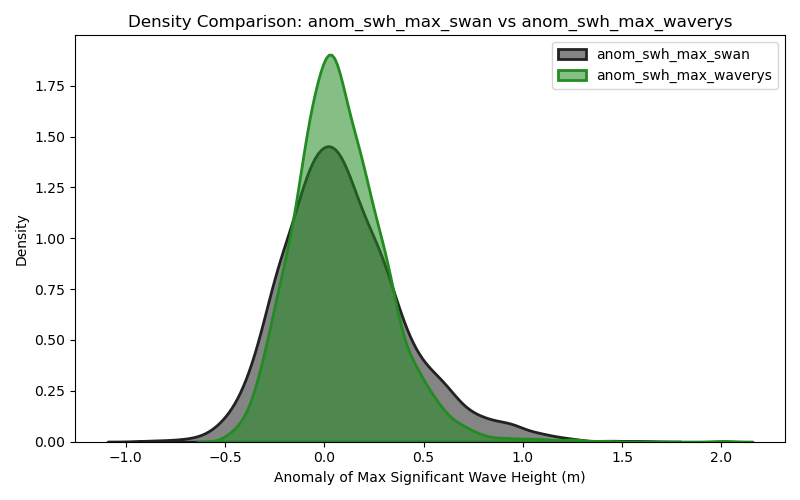 Density Comparison: anom_swh_max_swan vs anom_swh_max_waverys
anom_swh_max_swan
anom_swh_max_waverys
1.75
1.50
1.25
1.00
0.75
0.50
0.25
0.00
Density
−1.0 −0.5 0.0 0.5 1.0 1.5 2.0
Anomaly of Max Significant Wave Height (m)